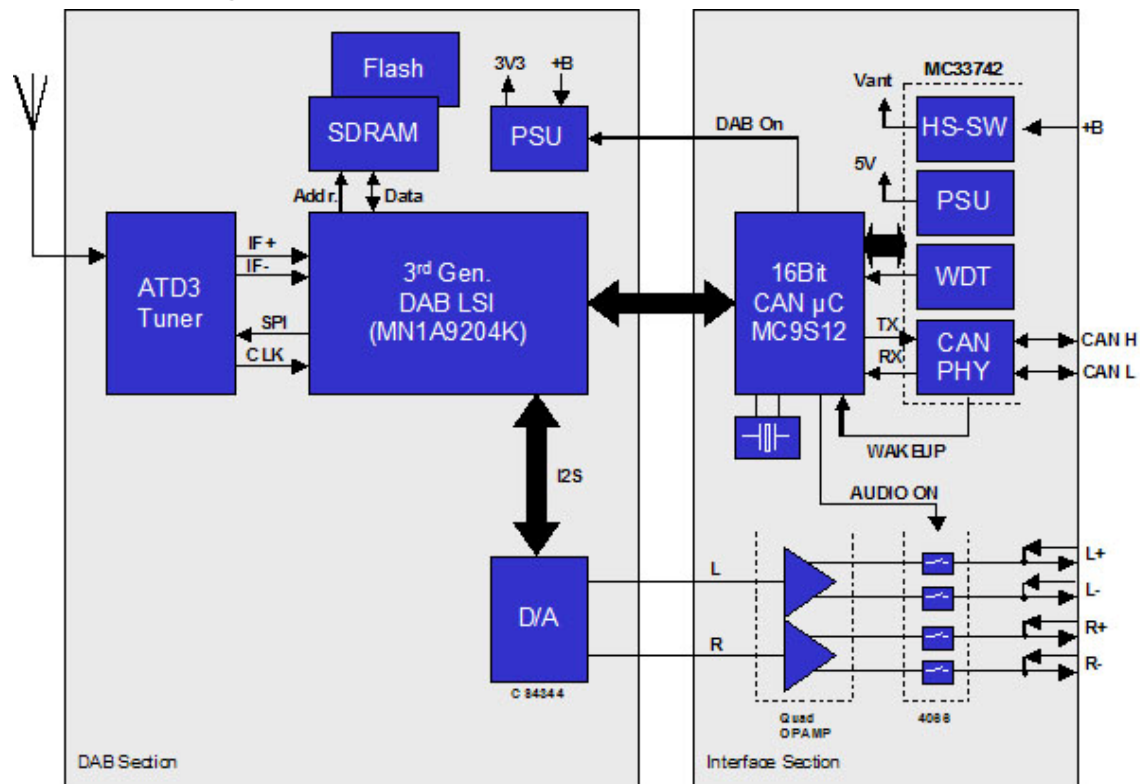 Flash
SDRAM
3V3
+B
PSU
DAB On
Addr.
Data
ATD3
Tuner
IF+
IF-
SPI
CLK
3rd Gen.
DAB LSI
(MN1A9204K)
I2S
D/A
DAB Section
MC33742
Vant
HS-SW
+B
5V
PSU
WDT
16Bit
CAN µC
MC9S12
TX
RX
CAN
PHY
CAN H
CAN L
WAKEUP
AUDIO ON
L
R
L+
L-
R+
R-
Quad
OPAMP
Interface Section